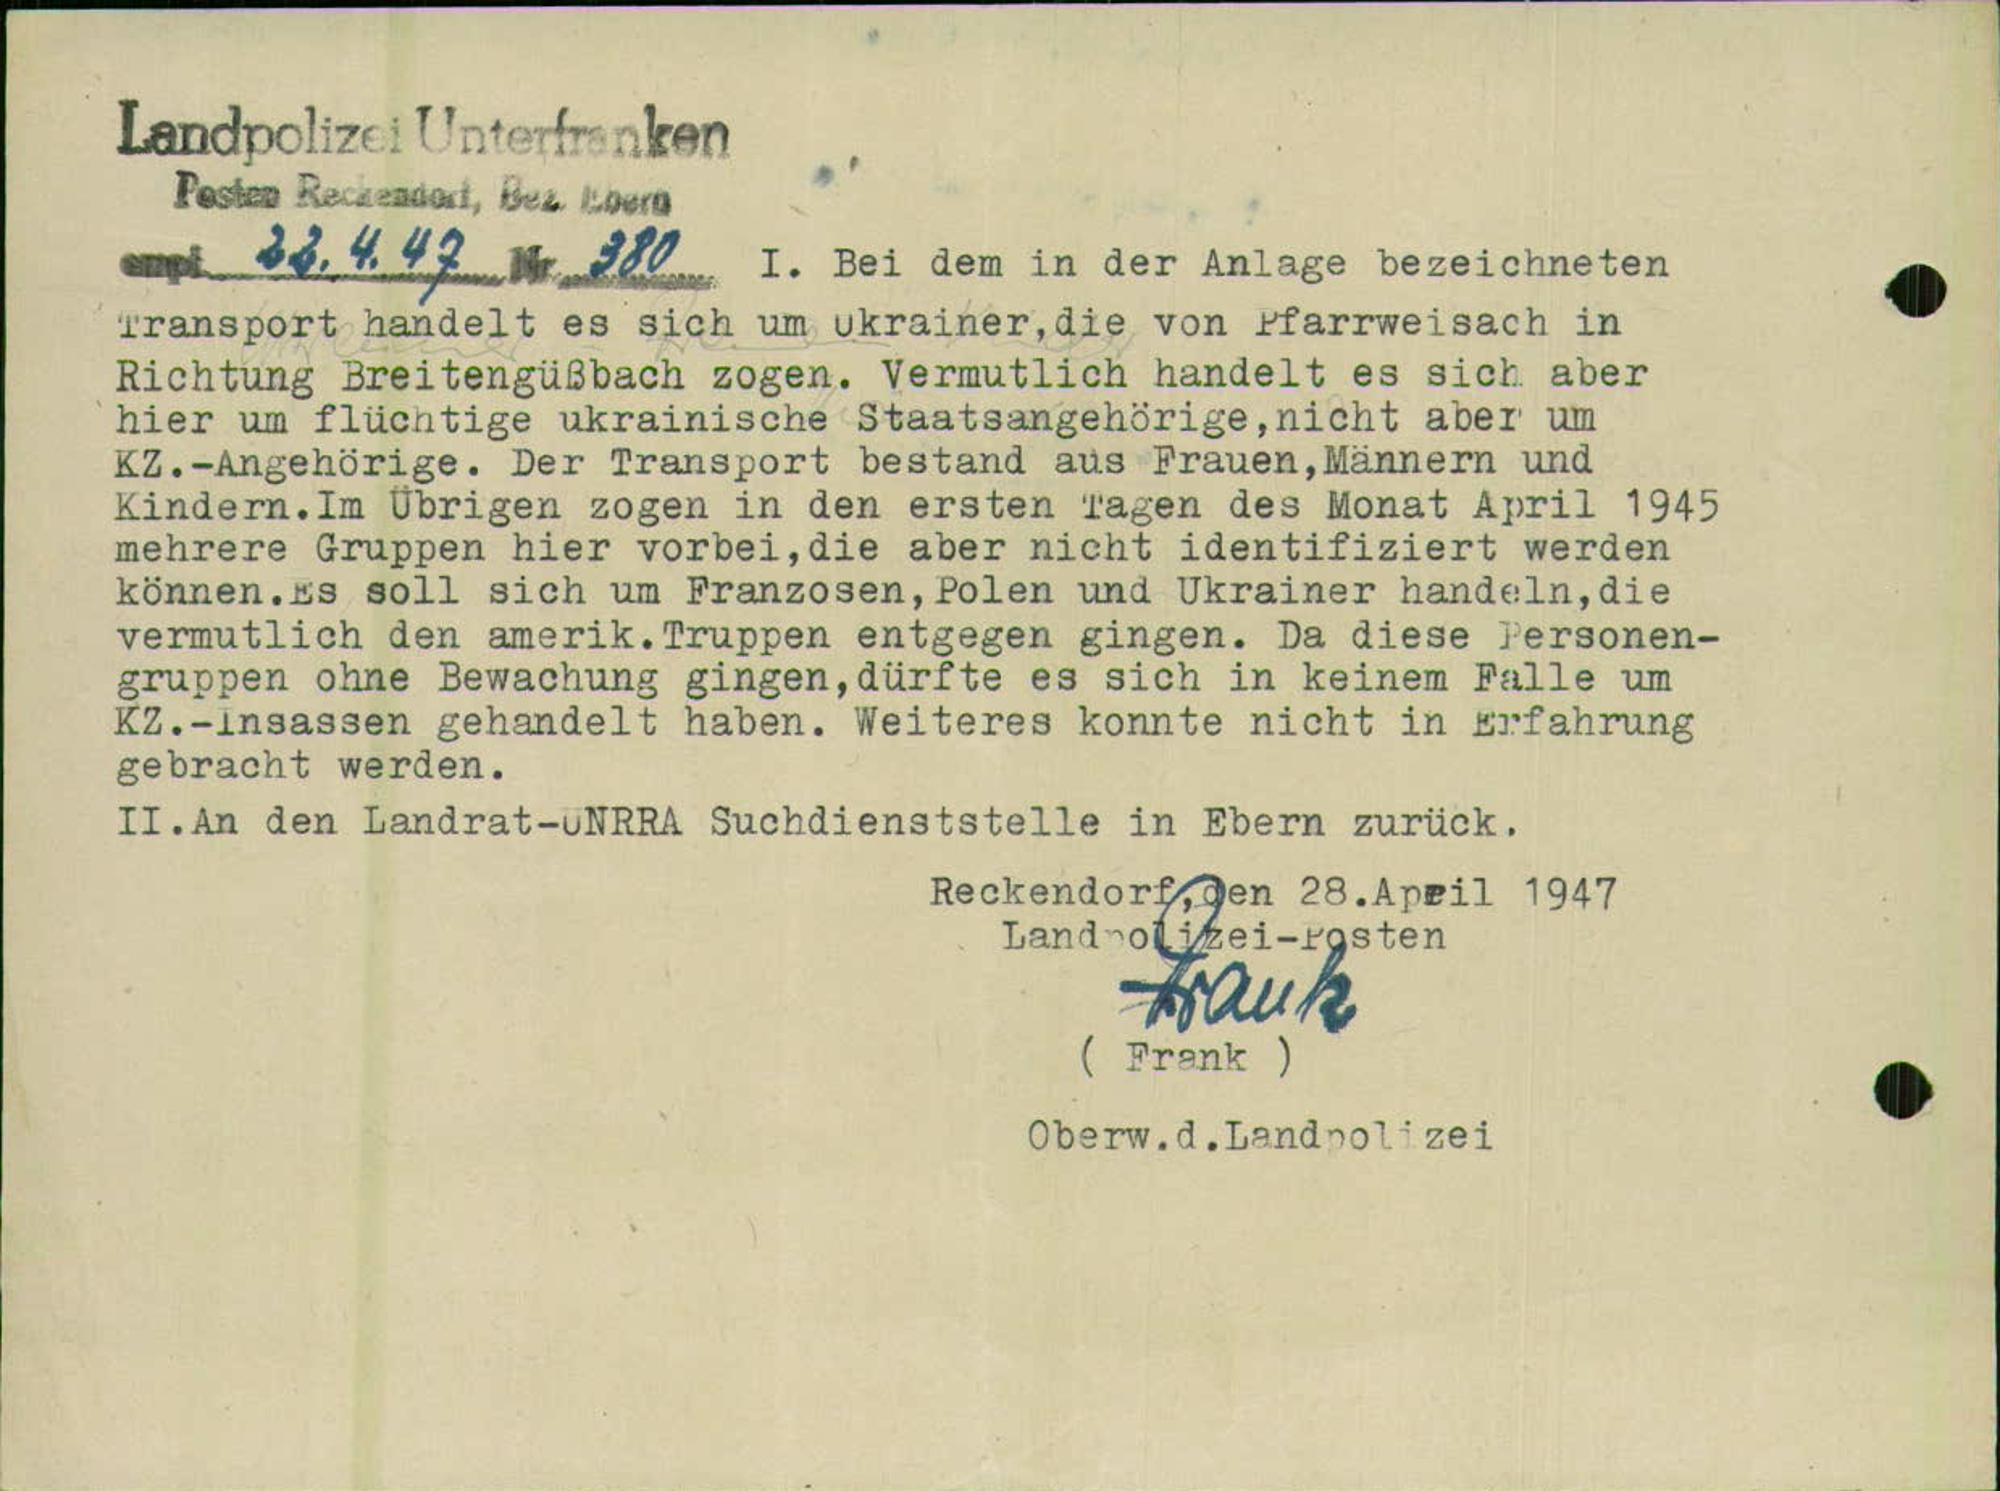 Landpolizei Unterfranken
Posten Reckendorf, Bez. Ebern
empf. 22.4.47 Nr 380 I. Bei dem in der Anlage bezeichneten
Transport handelt es sich um Ukrainer,die von Pfarrweisach in
Richtung Breitengüßbach zogen. Vermutlich handelt es sich aber
hier um flüchtige ukrainische Staatsangehörige,nicht aber um
KZ.-Angehörige. Der Transport bestand aus Frauen,Männern und
Kindern.Im Übrigen zogen in den ersten Tagen des Monat April 1945
mehrere Gruppen hier vorbei,die aber nicht identifiziert werden
können.Es soll sich um Franzosen,Polen und Ukrainer handeln,die
vermutlich den amerik.Truppen entgegen gingen. Da diese Personen-
gruppen ohne Bewachung gingen,dürfte es sich in keinem Falle um
KZ.-Insassen gehandelt haben. Weiteres konnte nicht in Erfahrung
gebracht werden.
II.An den Landrat-UNRRA Suchdienststelle in Ebern zurück.
Reckendorf,den 28.April 1947
Landpolizei-Posten
Frank
( Frank )
Oberw.d.Landpolizei